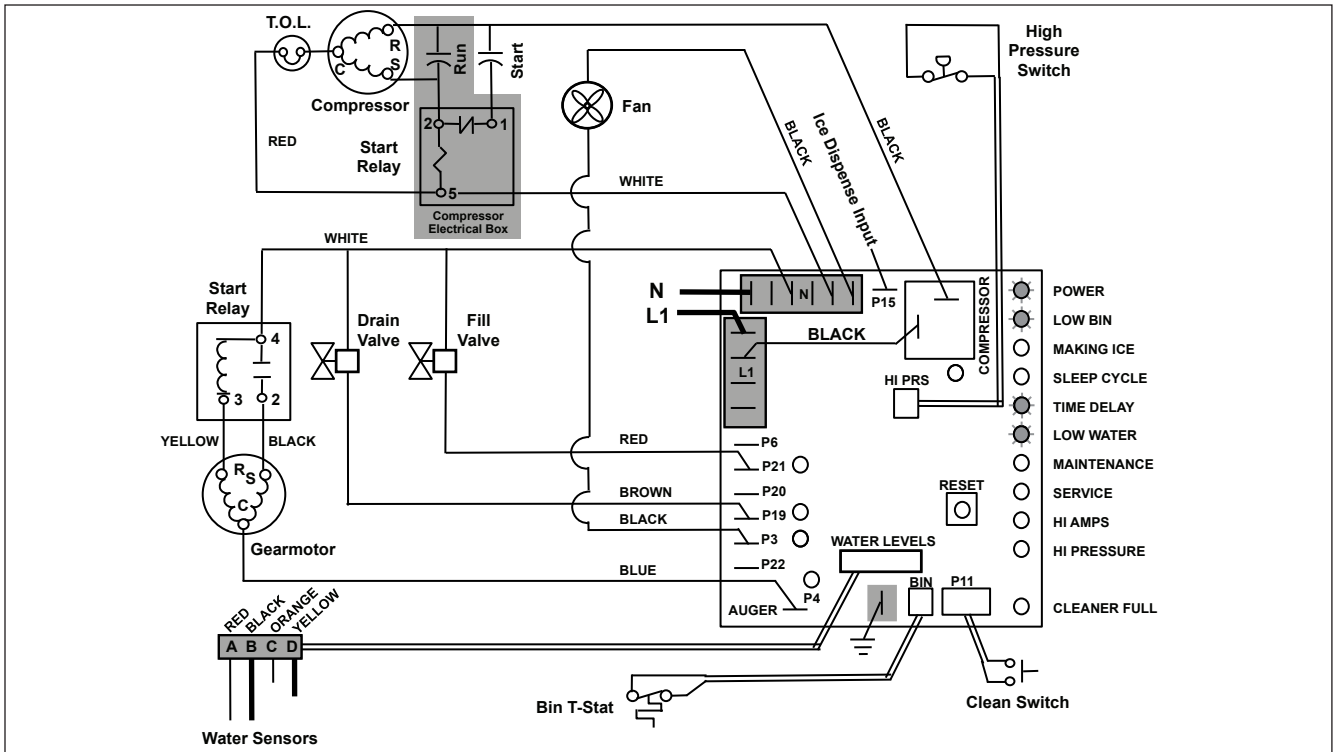 T.O.L.
R
S
C
Compressor
Run
Start
RED
Start
Relay
2
1
5
Compressor
Electrical Box
WHITE
Fan
BLACK
BLACK
Ice Dispense Input
High
Pressure
Switch
WHITE
Start
Relay
4
3
2
YELLOW
BLACK
R
S
C
Gearmotor
Drain
Valve
Fill
Valve
N
L1
N
P15
L1
BLACK
COMPRESSOR
HI PRS
RED
P6
P21
P20
BROWN
P19
BLACK
P3
P22
BLUE
P4
AUGER
RESET
WATER LEVELS
BIN
P11
POWER
LOW BIN
MAKING ICE
SLEEP CYCLE
TIME DELAY
LOW WATER
MAINTENANCE
SERVICE
HI AMPS
HI PRESSURE
CLEANER FULL
RED
BLACK
ORANGE
YELLOW
A B C D
Water Sensors
Bin T-Stat
Clean Switch